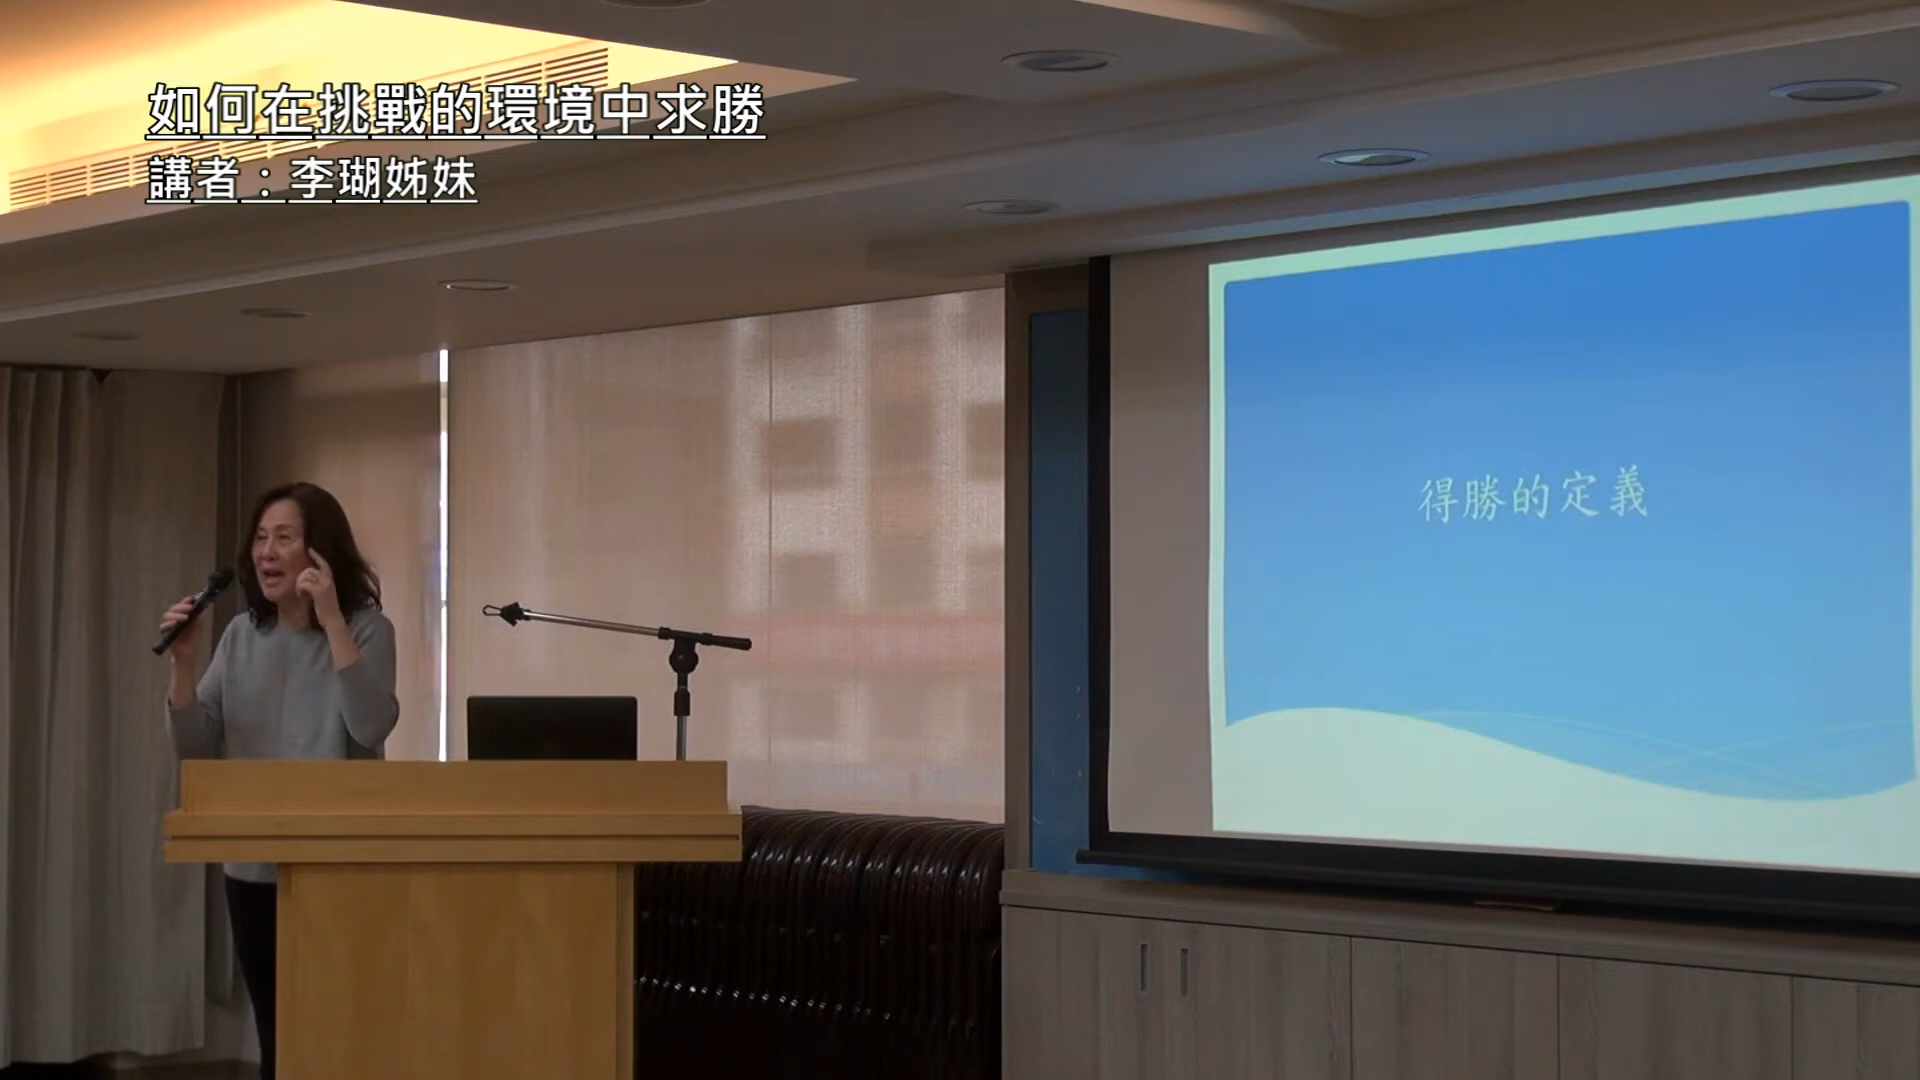 如何在挑戰的環境中求勝
講者：李瑚姊妹
得勝的定義